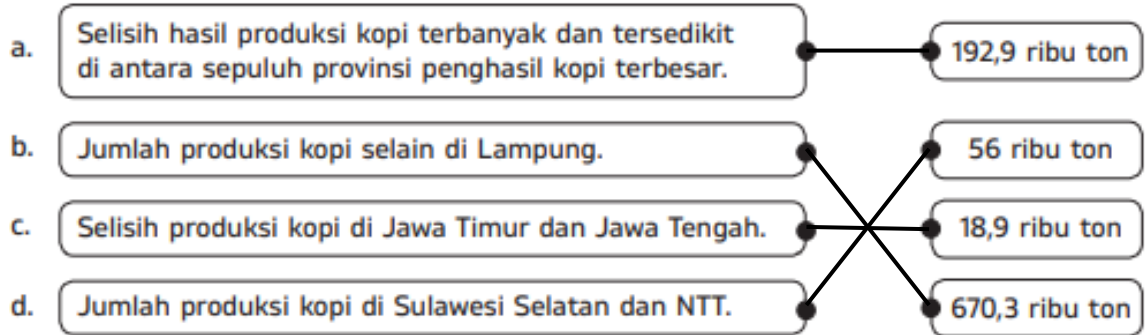 a. Selisih hasil produksi kopi terbanyak dan tersedikit
di antara sepuluh provinsi penghasil kopi terbesar.
192,9 ribu ton
b. Jumlah produksi kopi selain di Lampung.
56 ribu ton
c. Selisih produksi kopi di Jawa Timur dan Jawa Tengah.
18,9 ribu ton
d. Jumlah produksi kopi di Sulawesi Selatan dan NTT.
670,3 ribu ton